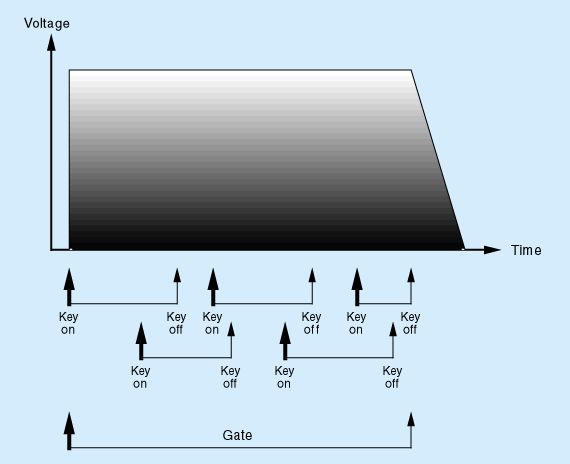 Voltage
Time
Key Key Key Key Key Key
on off on off on off
Key Key Key Key
on off on off
Gate